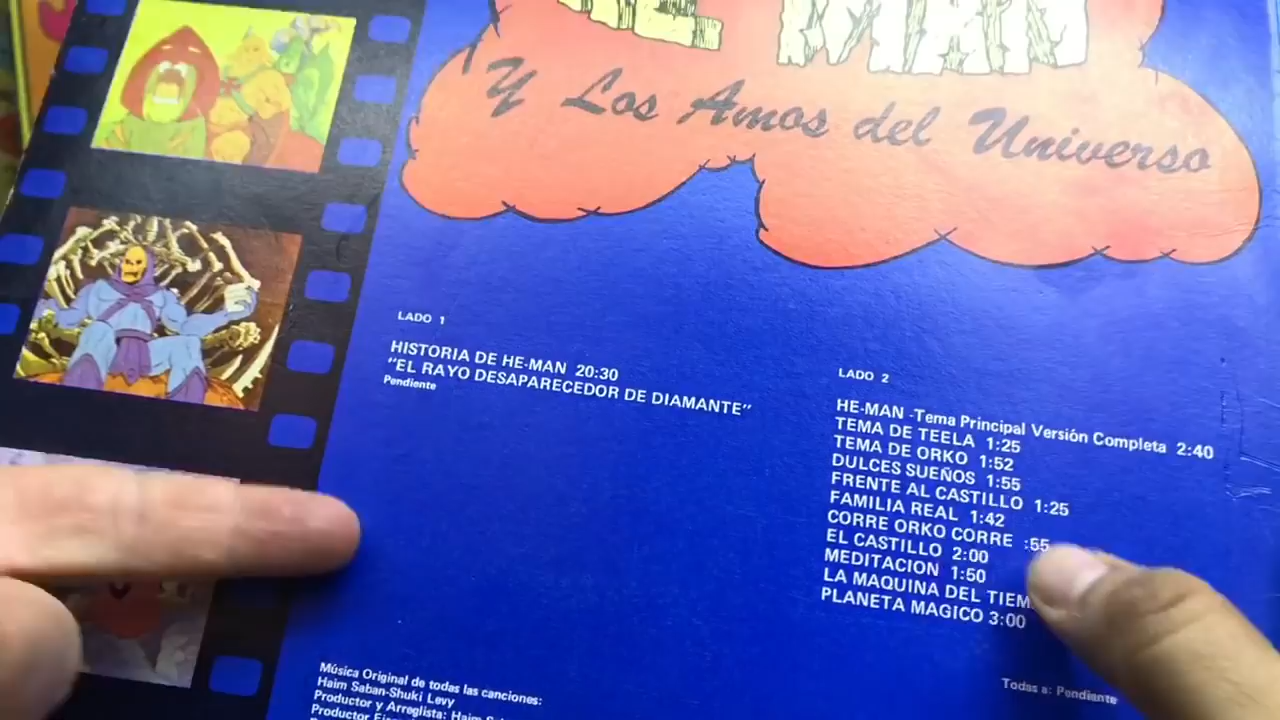 HE-MAN
Y Los Amos del Universo
LADO 1
HISTORIA DE HE-MAN 20:30
"EL RAYO DESAPARECEDOR DE DIAMANTE"
Pendiente
LADO 2
HE-MAN -Tema Principal Versión Completa 2:40
TEMA DE TEELA 1:25
TEMA DE ORKO 1:52
DULCES SUEÑOS 1:55
FRENTE AL CASTILLO 1:25
FAMILIA REAL 1:42
CORRE ORKO CORRE :55
EL CASTILLO 2:00
MEDITACION 1:50
LA MAQUINA DEL TIEM
PLANETA MAGICO 3:00
Música Original de todas las canciones:
Haim Saban-Shuki Levy
Productor y Arreglista: Haim
Productor
Todas a: Pendiente